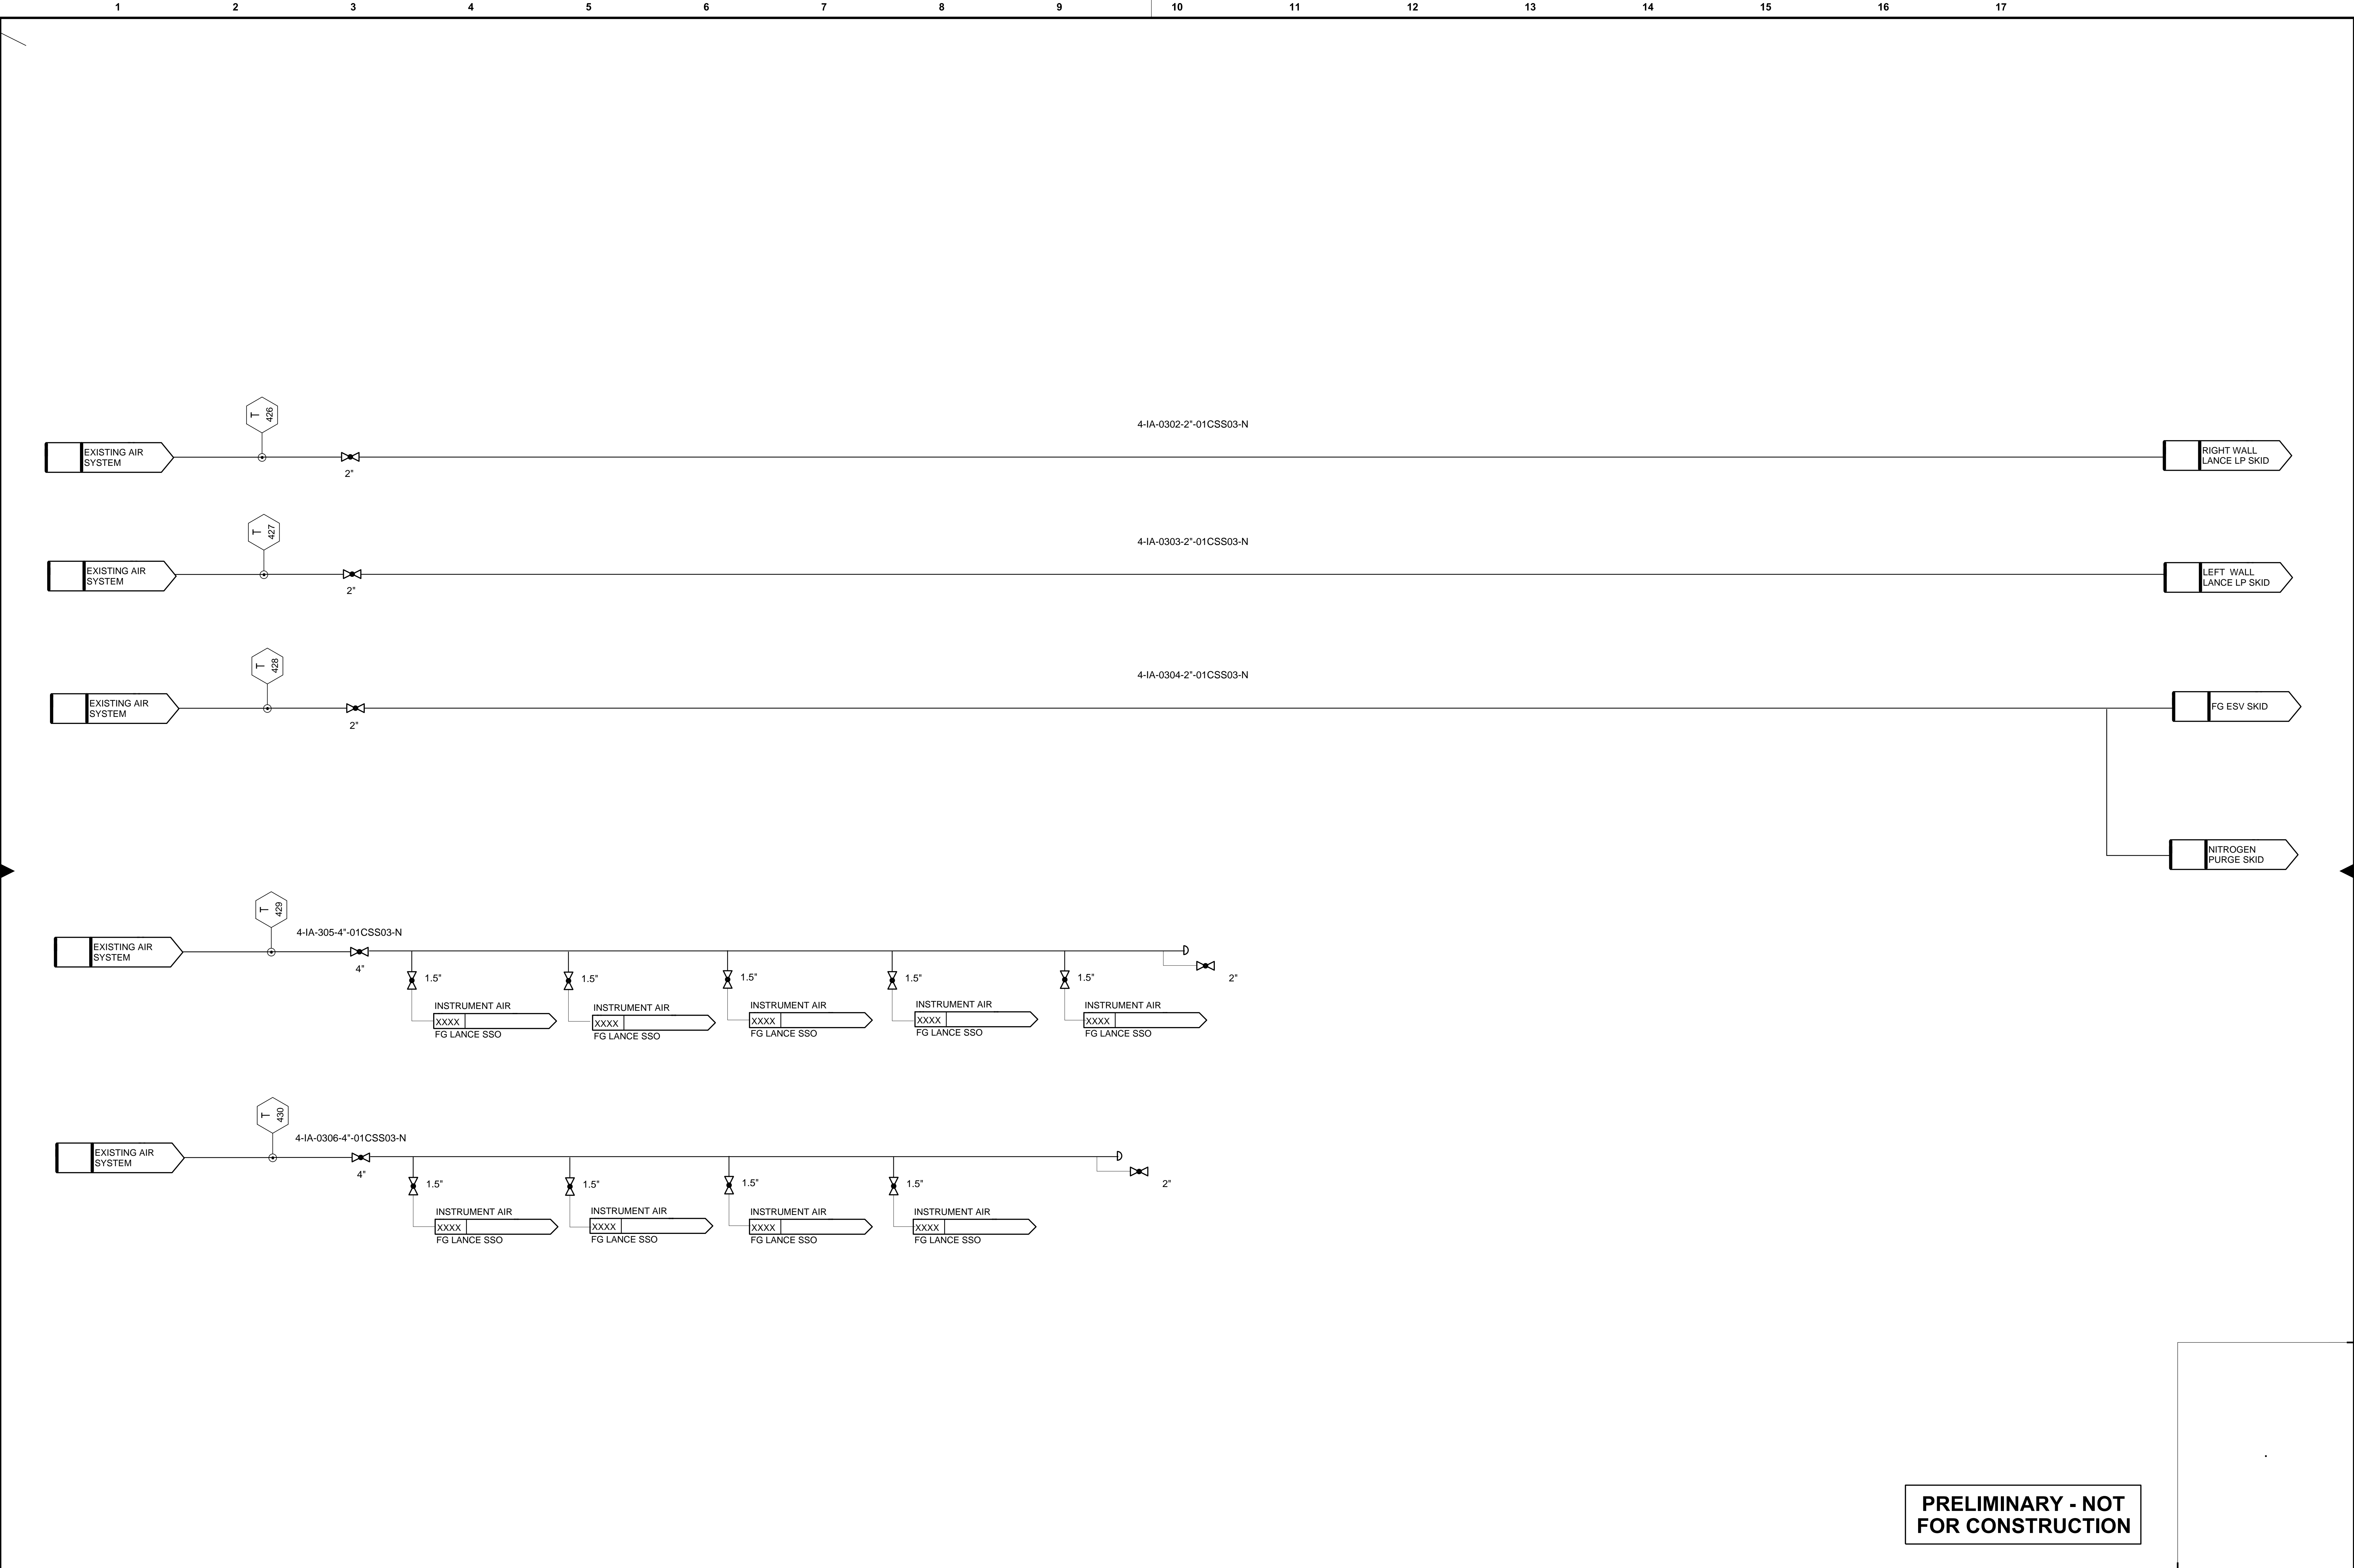 1 2 3 4 5 6 7 8 9 10 11 12 13 14 15 16 17
T
426
4-IA-0302-2"-01CSS03-N
EXISTING AIR
SYSTEM
2"
RIGHT WALL
LANCE LP SKID
T
427
4-IA-0303-2"-01CSS03-N
EXISTING AIR
SYSTEM
2"
LEFT WALL
LANCE LP SKID
T
428
4-IA-0304-2"-01CSS03-N
EXISTING AIR
SYSTEM
2"
FG ESV SKID
NITROGEN
PURGE SKID
T
429
4-IA-305-4"-01CSS03-N
EXISTING AIR
SYSTEM
4"
1.5"
1.5"
1.5"
1.5"
1.5"
2"
INSTRUMENT AIR
XXXX
FG LANCE SSO
INSTRUMENT AIR
XXXX
FG LANCE SSO
INSTRUMENT AIR
XXXX
FG LANCE SSO
INSTRUMENT AIR
XXXX
FG LANCE SSO
INSTRUMENT AIR
XXXX
FG LANCE SSO
T
430
4-IA-0306-4"-01CSS03-N
EXISTING AIR
SYSTEM
4"
1.5"
1.5"
1.5"
1.5"
2"
INSTRUMENT AIR
XXXX
FG LANCE SSO
INSTRUMENT AIR
XXXX
FG LANCE SSO
INSTRUMENT AIR
XXXX
FG LANCE SSO
INSTRUMENT AIR
XXXX
FG LANCE SSO
PRELIMINARY - NOT
FOR CONSTRUCTION